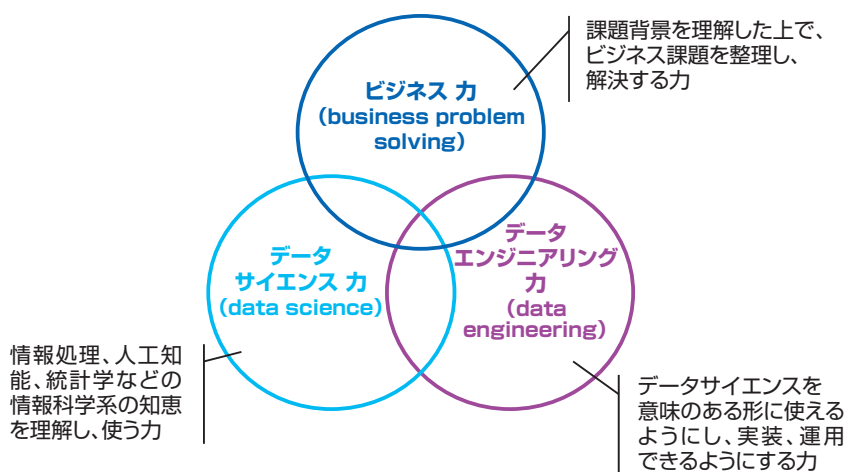 課題背景を理解した上で、
ビジネス課題を整理し、
解決する力
ビジネス 力
(business problem
solving)
データ
サイエンス 力
(data science)
データ
エンジニアリング
力
(data
engineering)
情報処理、人工知
能、統計学などの
情報科学系の知恵
を理解し、使う力
データサイエンスを
意味のある形に使える
ようにし、実装、運用
できるようにする力